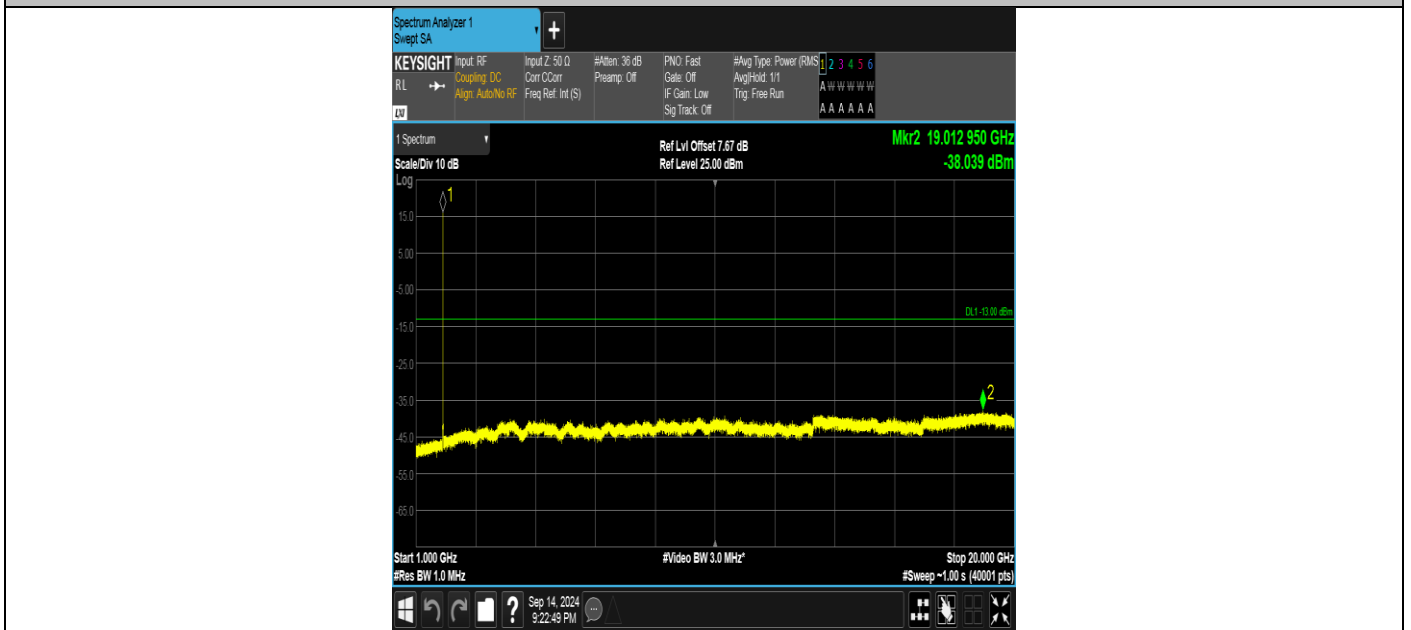 Spectrum Analyzer 1
Swept SA
+
KEYSIGHT Input: RF Input Z: 50 Ω #Atten: 36 dB PNO: Fast #Avg Type: Power (RMS 1 2 3 4 5 6
RL Coupling: DC Corr CCorr Preamp: Off Gate: Off Avg|Hold: 1/1
Align: Auto/No RF Freq Ref: Int (S) IF Gain: Low Trig: Free Run
Sig Track: Off
A W W W W W
A A A A A A
LXI
1 Spectrum
Ref Lvl Offset 7.67 dB
Mkr2 19.012 950 GHz
Scale/Div 10 dB Ref Level 25.00 dBm -38.039 dBm
Log
1
15.0
5.00
-5.00
DL1 -13.00 dBm
-15.0
-25.0
2
-35.0
-45.0
-55.0
-65.0
Start 1.000 GHz #Video BW 3.0 MHz* Stop 20.000 GHz
#Res BW 1.0 MHz #Sweep ~1.00 s (40001 pts)
? Sep 14, 2024
9:22:49 PM